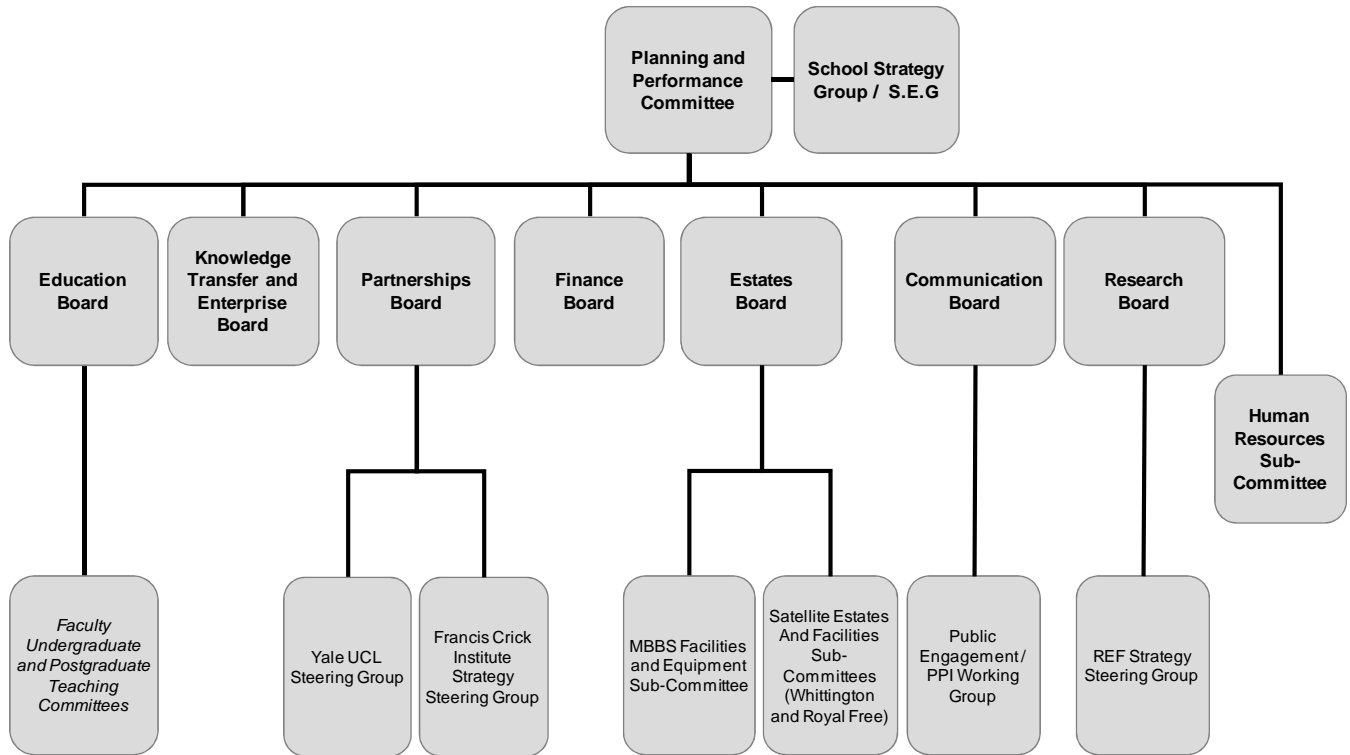 Planning and
Performance
Committee
School Strategy
Group / S.E.G
Education
Board
Knowledge
Transfer and
Enterprise
Board
Partnerships
Board
Finance
Board
Estates
Board
Communication
Board
Research
Board
Human
Resources
Sub-
Committee
Faculty
Undergraduate
and Postgraduate
Teaching
Committees
Yale UCL
Steering Group
Francis Crick
Institute
Strategy
Steering Group
MBBS Facilities
and Equipment
Sub-Committee
Satellite Estates
And Facilities
Sub-
Committees
(Whittington
and Royal Free)
Public
Engagement /
PPI Working
Group
REF Strategy
Steering Group